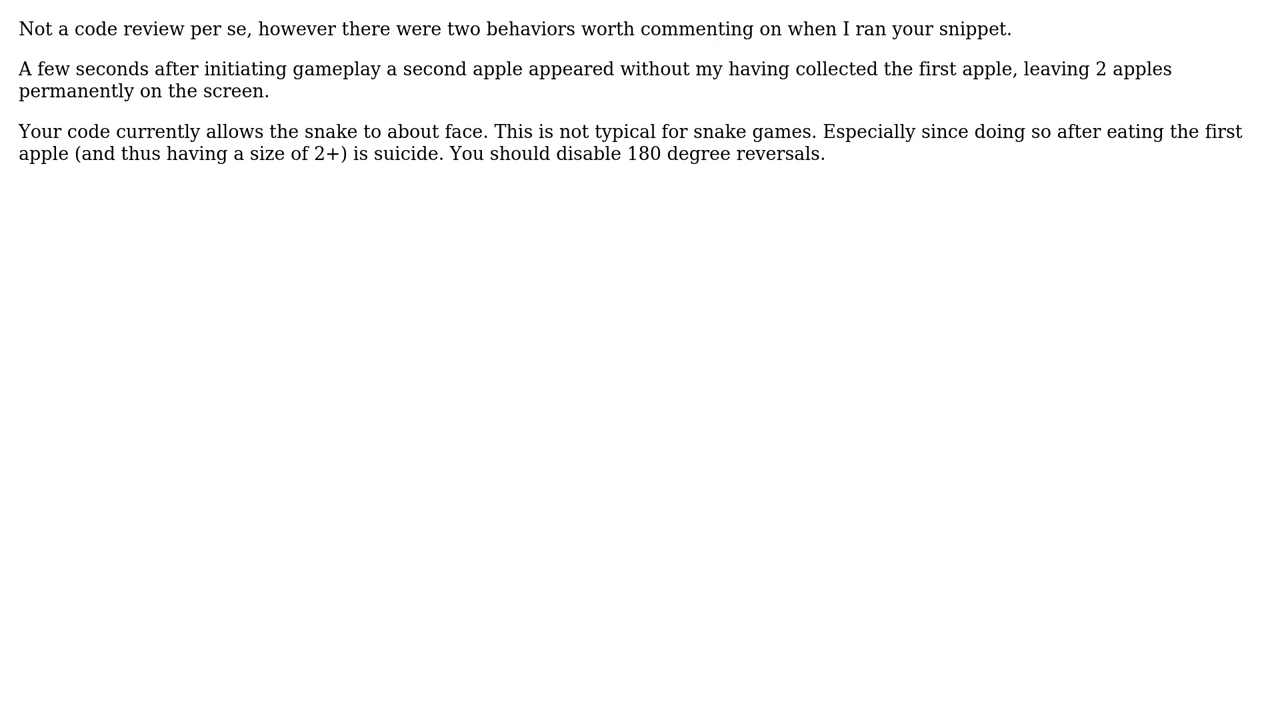 Not a code review per se, however there were two behaviors worth commenting on when I ran your snippet.
A few seconds after initiating gameplay a second apple appeared without my having collected the first apple, leaving 2 apples
permanently on the screen.
Your code currently allows the snake to about face. This is not typical for snake games. Especially since doing so after eating the first
apple (and thus having a size of 2+) is suicide. You should disable 180 degree reversals.